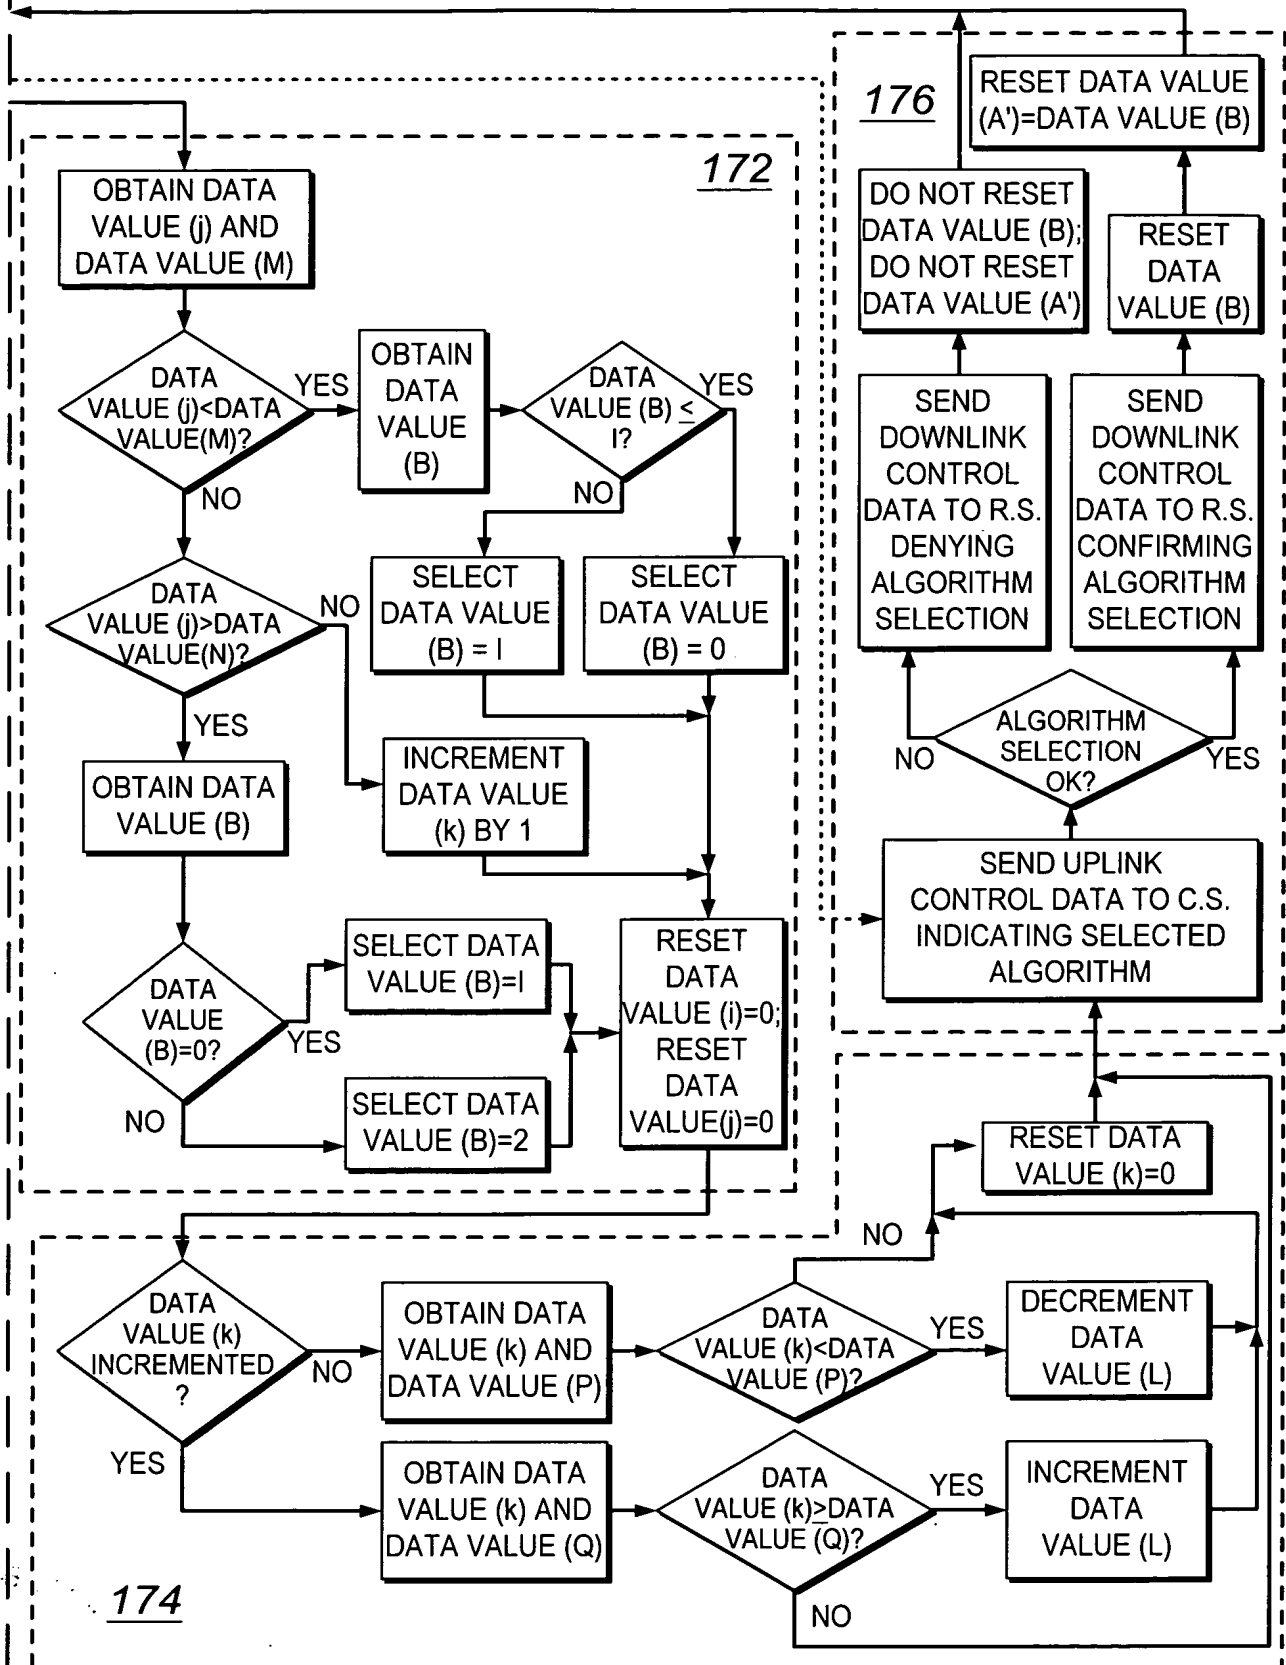 176
RESET DATA VALUE
(A')=DATA VALUE (B)
172
OBTAIN DATA
VALUE (j) AND
DATA VALUE (M)
DO NOT RESET
DATA VALUE (B);
DO NOT RESET
DATA VALUE (A')
RESET
DATA
VALUE (B)
DATA
VALUE (j)<DATA
VALUE(M)?
YES
NO
OBTAIN
DATA
VALUE
(B)
DATA
VALUE (B) ≤
I?
YES
NO
SEND
DOWNLINK
CONTROL
DATA TO R.S.
DENYING
ALGORITHM
SELECTION
SEND
DOWNLINK
CONTROL
DATA TO R.S.
CONFIRMING
ALGORITHM
SELECTION
DATA
VALUE (j)>DATA
VALUE(N)?
NO
YES
SELECT
DATA VALUE
(B) = I
SELECT
DATA VALUE
(B) = 0
ALGORITHM
SELECTION
OK?
NO
YES
OBTAIN DATA
VALUE (B)
INCREMENT
DATA VALUE
(k) BY 1
SEND UPLINK
CONTROL DATA TO C.S.
INDICATING SELECTED
ALGORITHM
DATA
VALUE
(B)=0?
YES
NO
SELECT DATA
VALUE (B)=I
SELECT DATA
VALUE (B)=2
RESET
DATA
VALUE (i)=0;
RESET
DATA
VALUE(j)=0
RESET DATA
VALUE (k)=0
DATA
VALUE (k)
INCREMENTED
?
NO
YES
OBTAIN DATA
VALUE (k) AND
DATA VALUE (P)
DATA
VALUE (k)<DATA
VALUE (P)?
NO
YES
DECREMENT
DATA
VALUE (L)
OBTAIN DATA
VALUE (k) AND
DATA VALUE (Q)
DATA
VALUE (k)≥DATA
VALUE (Q)?
YES
NO
INCREMENT
DATA
VALUE (L)
174